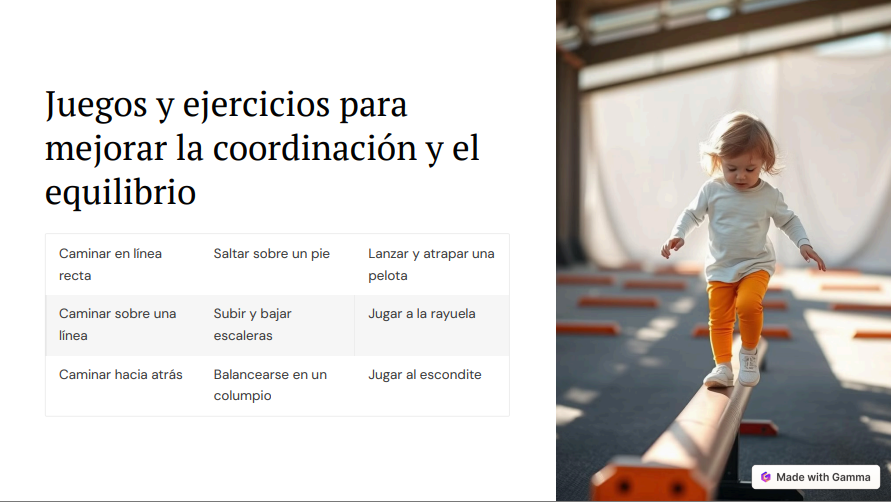 Juegos y ejercicios para
mejorar la coordinación y el
equilibrio
Caminar en línea
recta
Saltar sobre un pie
Lanzar y atrapar una
pelota
Caminar sobre una
línea
Subir y bajar
escaleras
Jugar a la rayuela
Caminar hacia atrás
Balancearse en un
columpio
Jugar al escondite
Made with Gamma